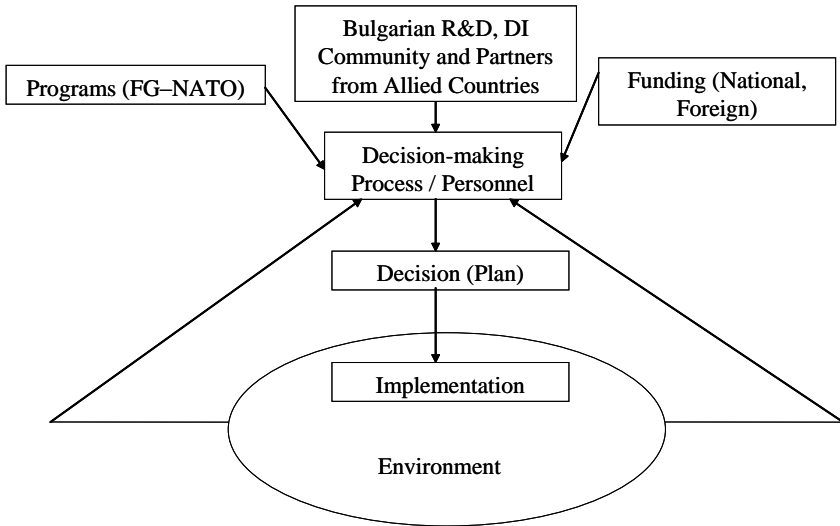 Bulgarian R&D, DI
Community and Partners
from Allied Countries
Programs (FG–NATO)
Funding (National,
Foreign)
Decision-making
Process / Personnel
Decision (Plan)
Implementation
Environment